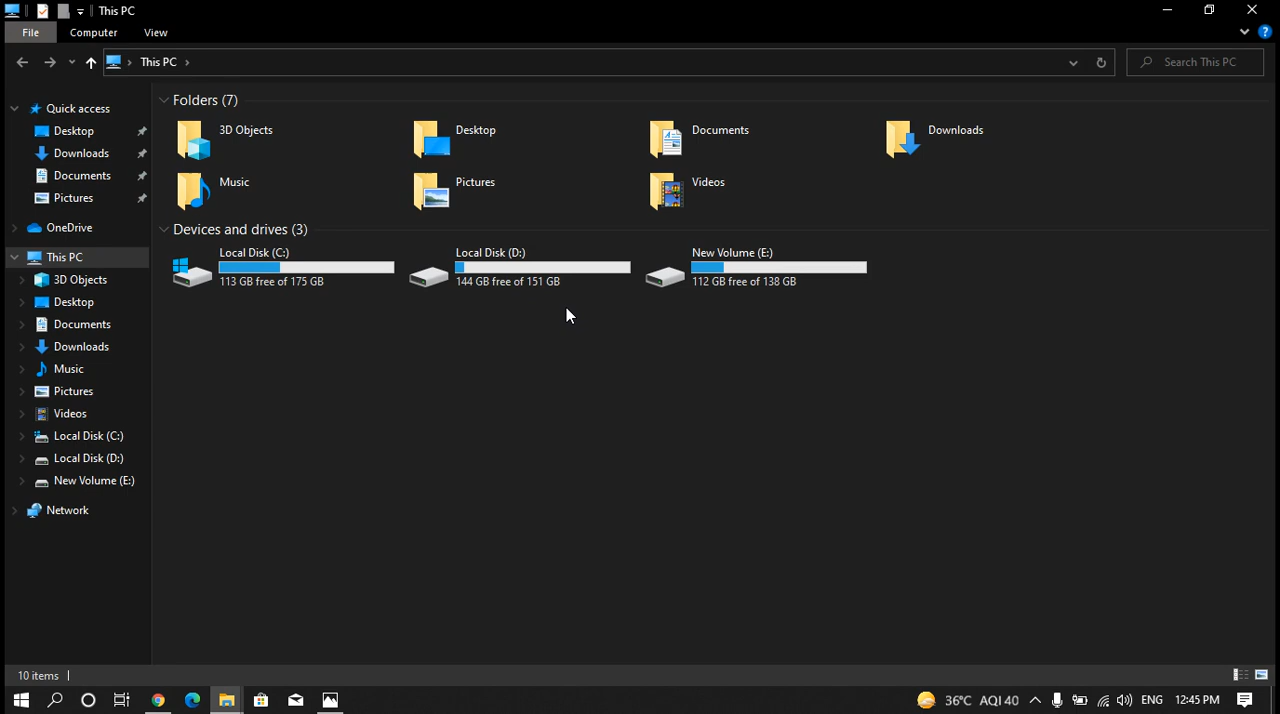 This PC
File Computer View
This PC
Search This PC
Quick access
Desktop
Downloads
Documents
Pictures
OneDrive
This PC
3D Objects
Desktop
Documents
Downloads
Music
Pictures
Videos
Local Disk (C:)
Local Disk (D:)
New Volume (E:)
Network
Folders (7)
3D Objects Desktop Documents Downloads
Music Pictures Videos
Devices and drives (3)
Local Disk (C:)
113 GB free of 175 GB
Local Disk (D:)
144 GB free of 151 GB
New Volume (E:)
112 GB free of 138 GB
10 items
36°C AQI 40 ENG 12:45 PM